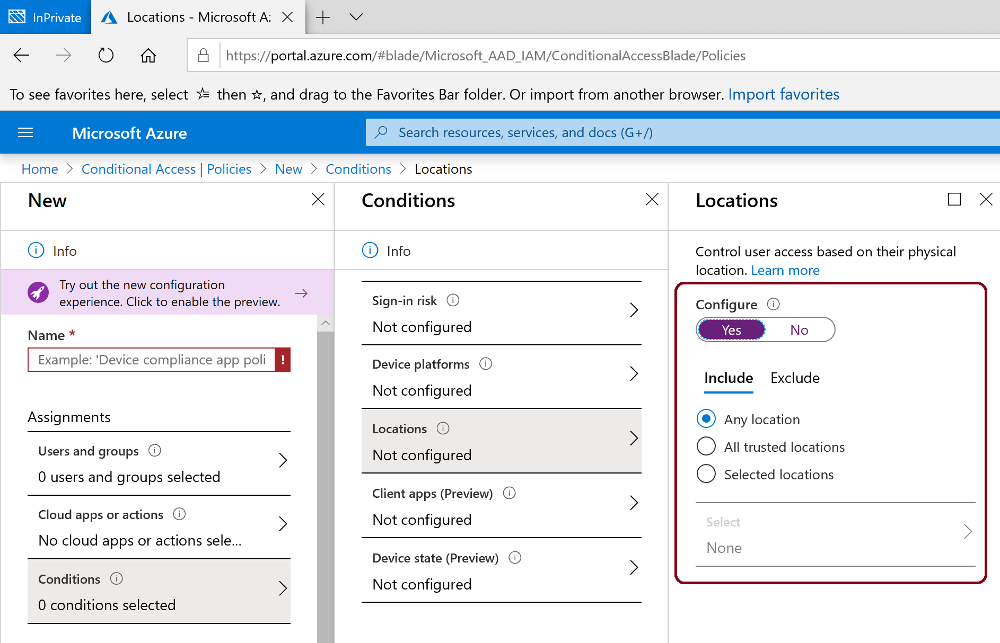 InPrivate
Locations - Microsoft Az
https://portal.azure.com/#blade/Microsoft_AAD_IAM/ConditionalAccessBlade/Policies
To see favorites here, select then , and drag to the Favorites Bar folder. Or import from another browser. Import favorites
Microsoft Azure
Search resources, services, and docs (G+/)
Home > Conditional Access | Policies > New > Conditions > Locations
New
Info
Try out the new configuration
experience. Click to enable the preview.
Name *
Example: 'Device compliance app poli
!
Assignments
Users and groups
0 users and groups selected
Cloud apps or actions
No cloud apps or actions sele...
Conditions
0 conditions selected
Conditions
Info
Sign-in risk
Not configured
Device platforms
Not configured
Locations
Not configured
Client apps (Preview)
Not configured
Device state (Preview)
Not configured
Locations
Control user access based on their physical
location. Learn more
Configure
Yes No
Include Exclude
Any location
All trusted locations
Selected locations
Select
None